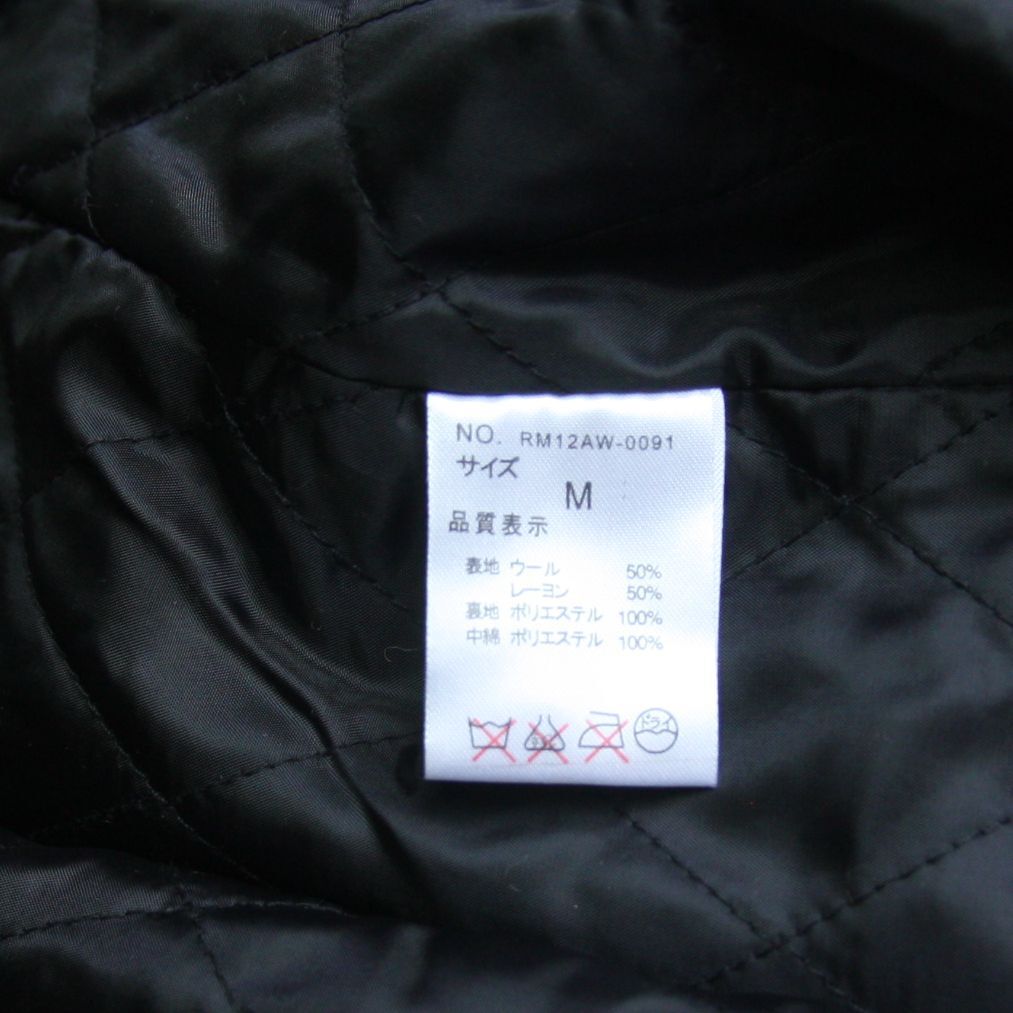 NO. RM12AW-0091
サイズ
M
品質表示
表地 ウール 50%
レーヨン 50%
裏地 ポリエステル 100%
中綿 ポリエステル 100%
ドライ